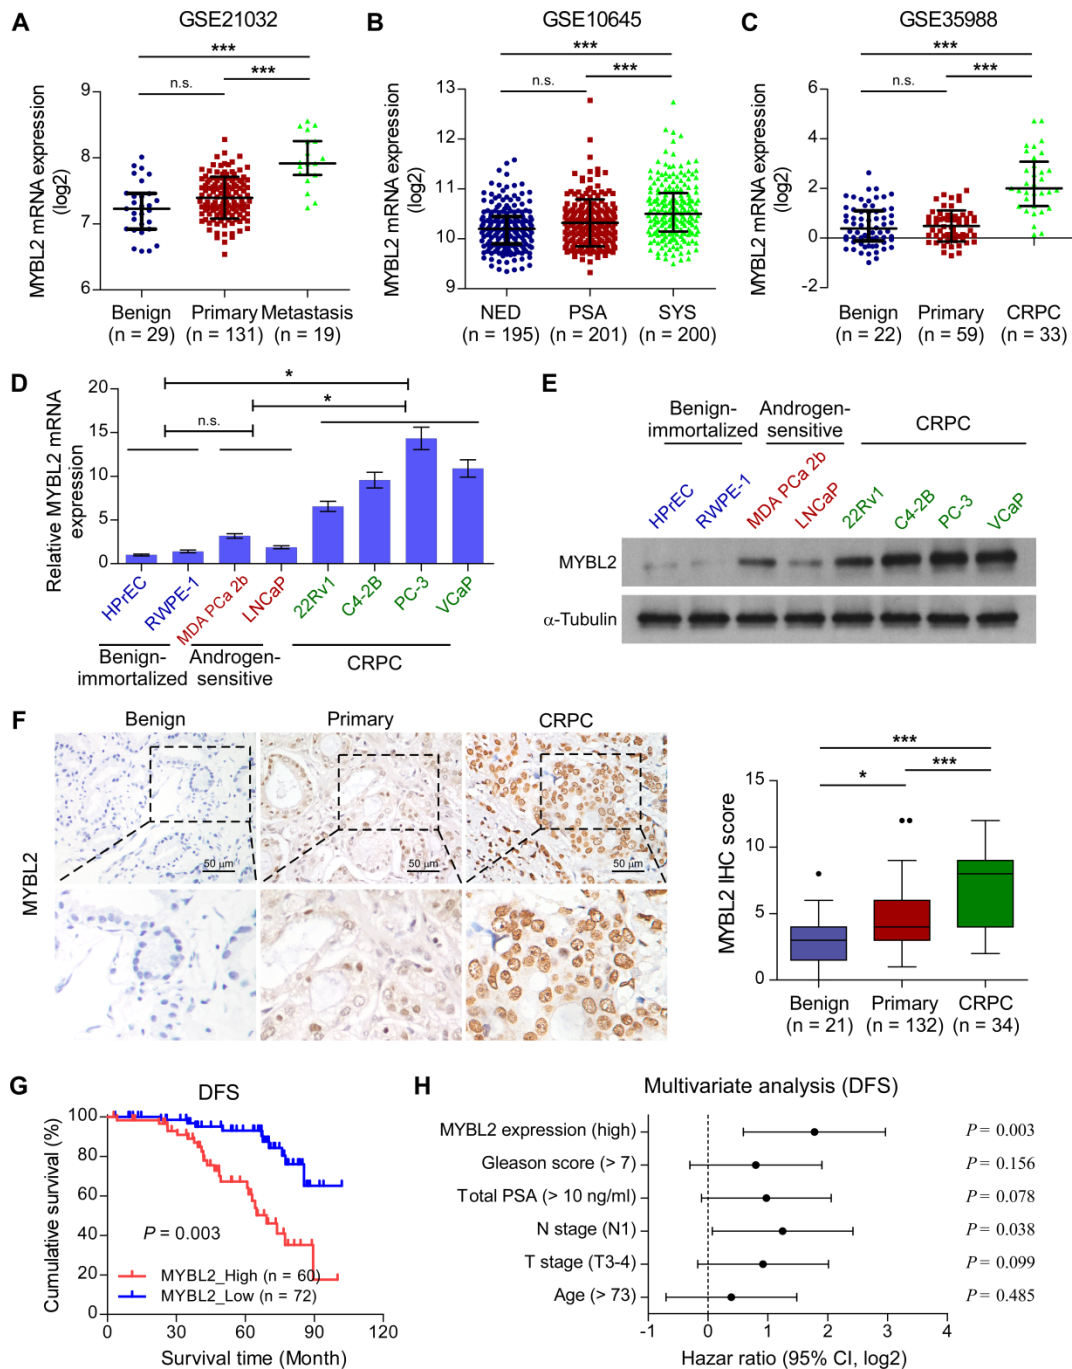 A
GSE21032
***
***
n.s.
MYBL2 mRNA expression
(log2)
9
8
7
6
Benign
(n = 29)
Primary
(n = 131)
Metastasis
(n = 19)
B
GSE10645
***
***
n.s.
MYBL2 mRNA expression
(log2)
13
12
11
10
9
NED
(n = 195)
PSA
(n = 201)
SYS
(n = 200)
C
GSE35988
***
***
n.s.
MYBL2 mRNA expression
(log2)
6
4
2
0
-2
Benign
(n = 22)
Primary
(n = 59)
CRPC
(n = 33)
D
*
*
n.s.
Relative MYBL2 mRNA
expression
20
15
10
5
0
HPrEC
RWPE-1
MDA PCa 2b
LNCaP
22Rv1
C4-2B
PC-3
VCaP
Benign-
immortalized
Androgen-
sensitive
CRPC
E
Benign-
immortalized
Androgen-
sensitive
CRPC
HPrEC
RWPE-1
MDA PCa 2b
LNCaP
22Rv1
C4-2B
PC-3
VCaP
MYBL2
α-Tubulin
F
Benign
Primary
CRPC
MYBL2
50 µm
50 µm
50 µm
***
*
***
MYBL2 IHC score
15
10
5
0
Benign
(n = 21)
Primary
(n = 132)
CRPC
(n = 34)
G
DFS
Cumulative survival (%)
100
80
60
40
20
0
P = 0.003
MYBL2_High (n = 60)
MYBL2_Low (n = 72)
0
30
60
90
120
Survival time (Month)
H
Multivariate analysis (DFS)
MYBL2 expression (high)
P = 0.003
Gleason score (> 7)
P = 0.156
Total PSA (> 10 ng/ml)
P = 0.078
N stage (N1)
P = 0.038
T stage (T3-4)
P = 0.099
Age (> 73)
P = 0.485
-1
0
1
2
3
4
Hazar ratio (95% CI, log2)